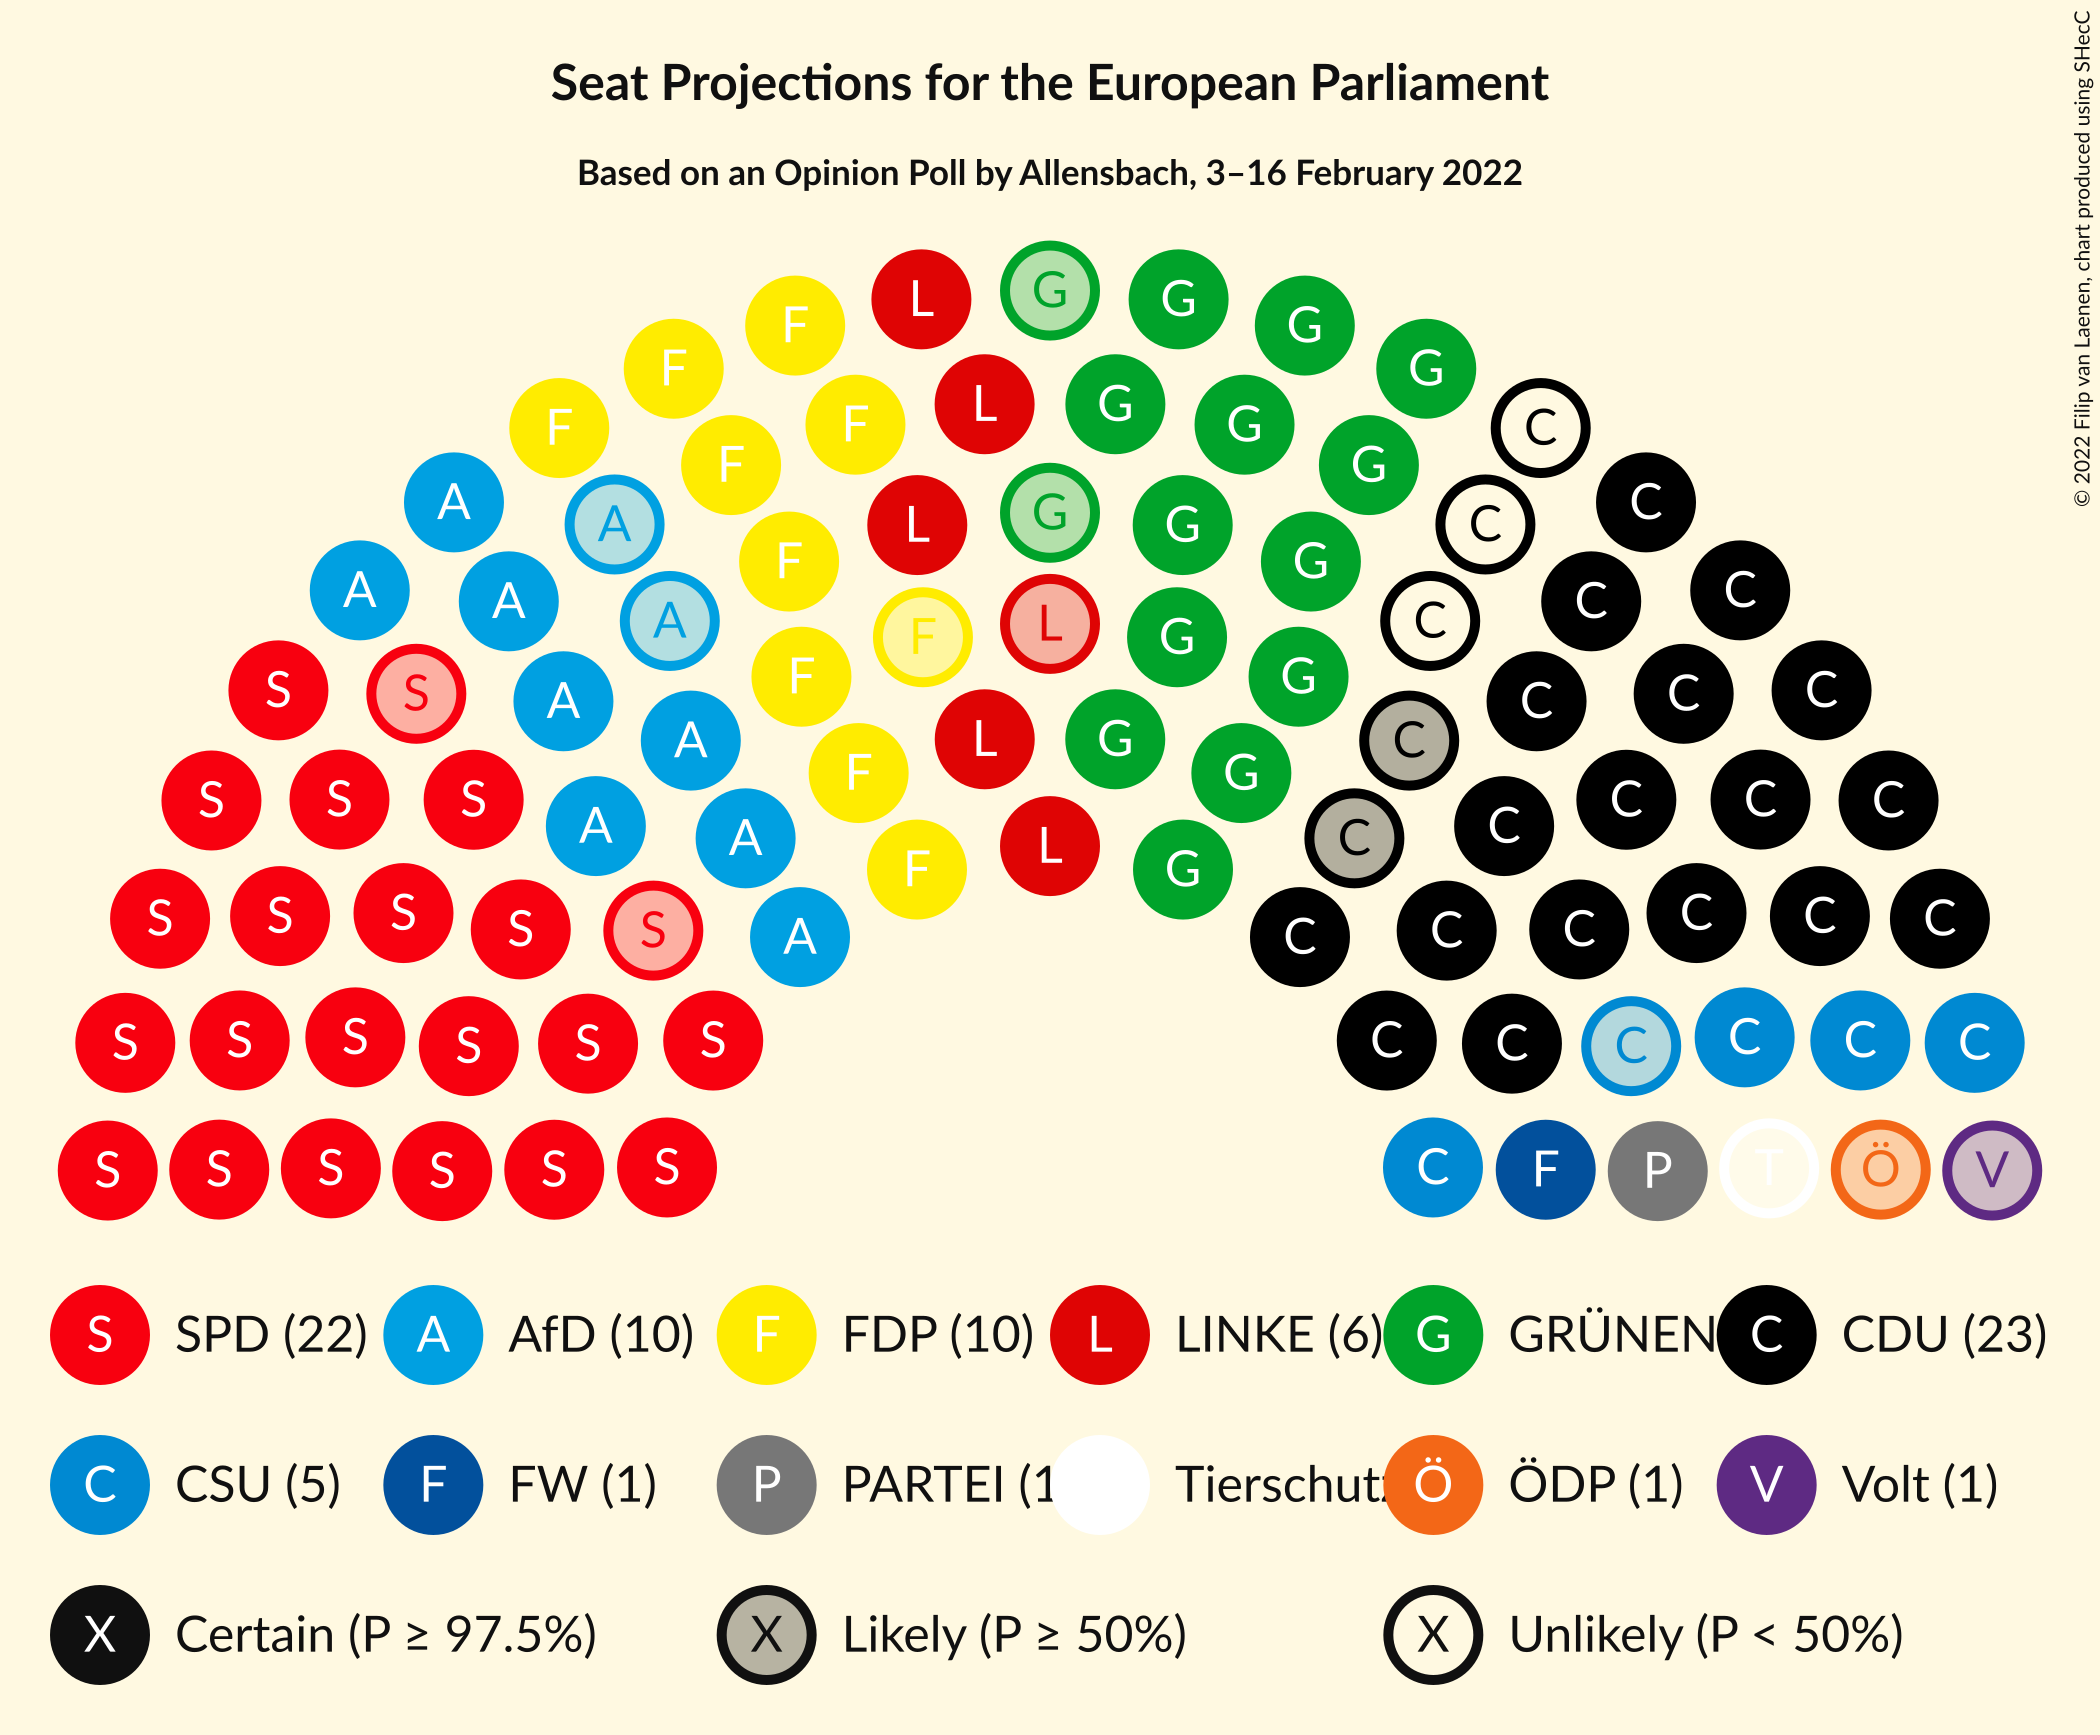 Seat Projections for the European Parliament
Based on an Opinion Poll by Allensbach, 3–16 February 2022
© 2022 Filip van Laenen, chart produced using SHecC
F F L G G G G C
F F L G G G C
A A F C
A A F L G G G C C C
A A F F L G G C C
S S A A F L G G C C C C
S S S A A F L G C C C C C
S S S S S A F G C C C C C C
S S S S S S C C C C C C
S S S S S S C F P T Ö V
S SPD (22) A AfD (10) F FDP (10) L LINKE (6) G GRÜNEN C CDU (23)
C CSU (5) F FW (1) P PARTEI (1 Tierschutz Ö ÖDP (1) V Volt (1)
X Certain (P ≥ 97.5%) X Likely (P ≥ 50%) X Unlikely (P < 50%)